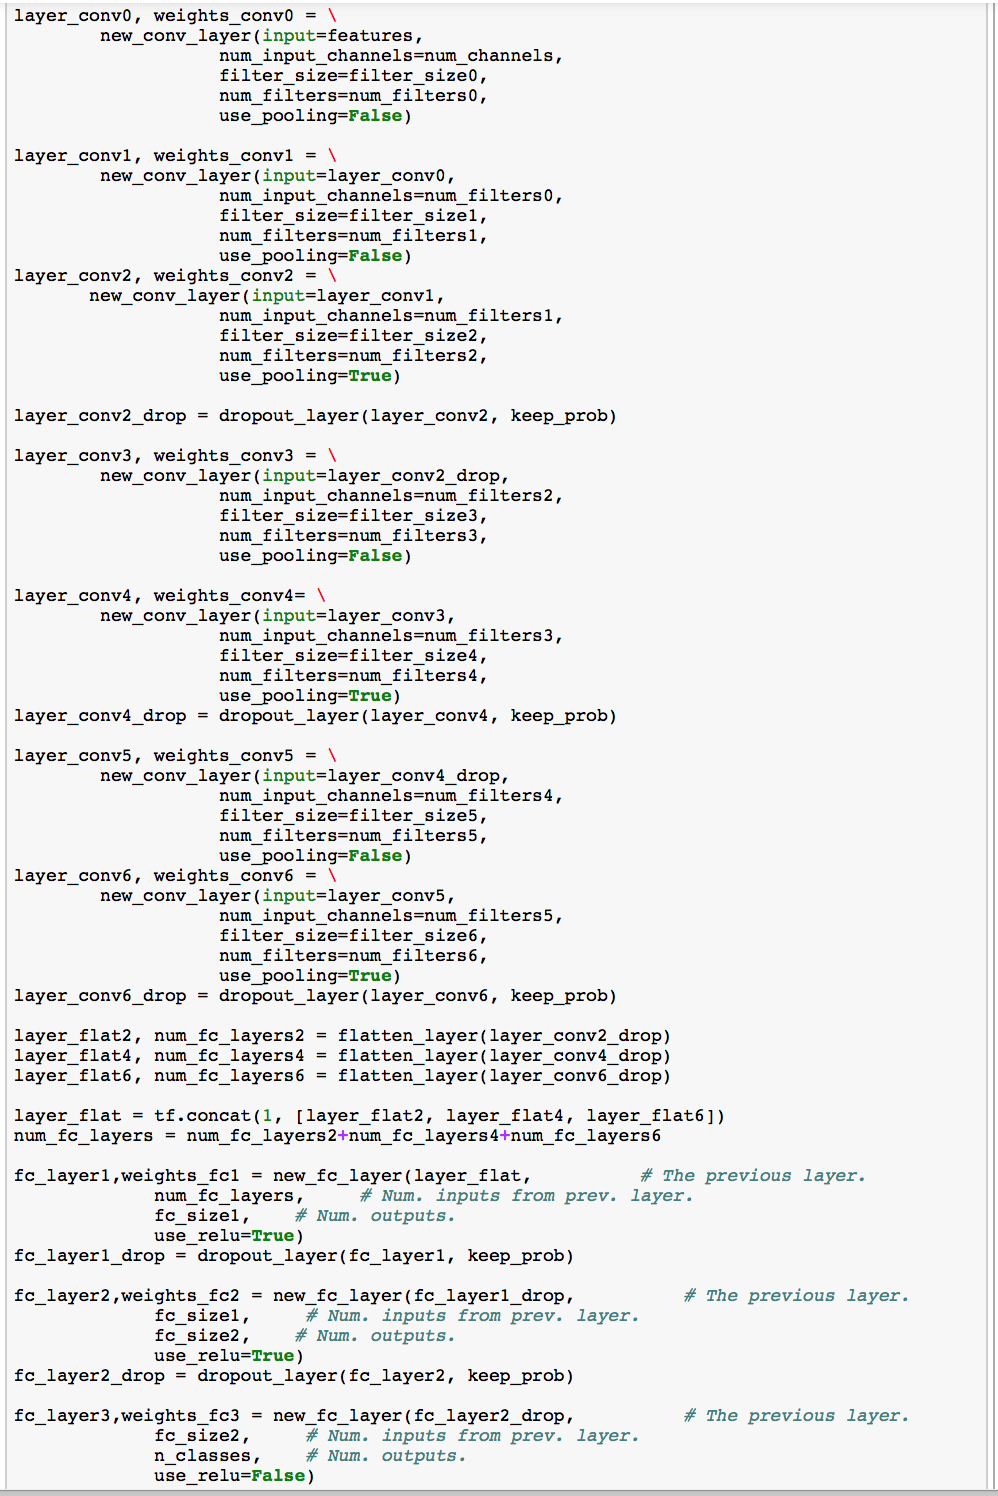 layer_conv0, weights_conv0 = \
new_conv_layer(input=features,
num_input_channels=num_channels,
filter_size=filter_size0,
num_filters=num_filters0,
use_pooling=False)
layer_conv1, weights_conv1 = \
new_conv_layer(input=layer_conv0,
num_input_channels=num_filters0,
filter_size=filter_size1,
num_filters=num_filters1,
use_pooling=False)
layer_conv2, weights_conv2 = \
new_conv_layer(input=layer_conv1,
num_input_channels=num_filters1,
filter_size=filter_size2,
num_filters=num_filters2,
use_pooling=True)
layer_conv2_drop = dropout_layer(layer_conv2, keep_prob)
layer_conv3, weights_conv3 = \
new_conv_layer(input=layer_conv2_drop,
num_input_channels=num_filters2,
filter_size=filter_size3,
num_filters=num_filters3,
use_pooling=False)
layer_conv4, weights_conv4= \
new_conv_layer(input=layer_conv3,
num_input_channels=num_filters3,
filter_size=filter_size4,
num_filters=num_filters4,
use_pooling=True)
layer_conv4_drop = dropout_layer(layer_conv4, keep_prob)
layer_conv5, weights_conv5 = \
new_conv_layer(input=layer_conv4_drop,
num_input_channels=num_filters4,
filter_size=filter_size5,
num_filters=num_filters5,
use_pooling=False)
layer_conv6, weights_conv6 = \
new_conv_layer(input=layer_conv5,
num_input_channels=num_filters5,
filter_size=filter_size6,
num_filters=num_filters6,
use_pooling=True)
layer_conv6_drop = dropout_layer(layer_conv6, keep_prob)
layer_flat2, num_fc_layers2 = flatten_layer(layer_conv2_drop)
layer_flat4, num_fc_layers4 = flatten_layer(layer_conv4_drop)
layer_flat6, num_fc_layers6 = flatten_layer(layer_conv6_drop)
layer_flat = tf.concat(1, [layer_flat2, layer_flat4, layer_flat6])
num_fc_layers = num_fc_layers2+num_fc_layers4+num_fc_layers6
fc_layer1,weights_fc1 = new_fc_layer(layer_flat, # The previous layer.
num_fc_layers, # Num. inputs from prev. layer.
fc_size1, # Num. outputs.
use_relu=True)
fc_layer1_drop = dropout_layer(fc_layer1, keep_prob)
fc_layer2,weights_fc2 = new_fc_layer(fc_layer1_drop, # The previous layer.
fc_size1, # Num. inputs from prev. layer.
fc_size2, # Num. outputs.
use_relu=True)
fc_layer2_drop = dropout_layer(fc_layer2, keep_prob)
fc_layer3,weights_fc3 = new_fc_layer(fc_layer2_drop, # The previous layer.
fc_size2, # Num. inputs from prev. layer.
n_classes, # Num. outputs.
use_relu=False)